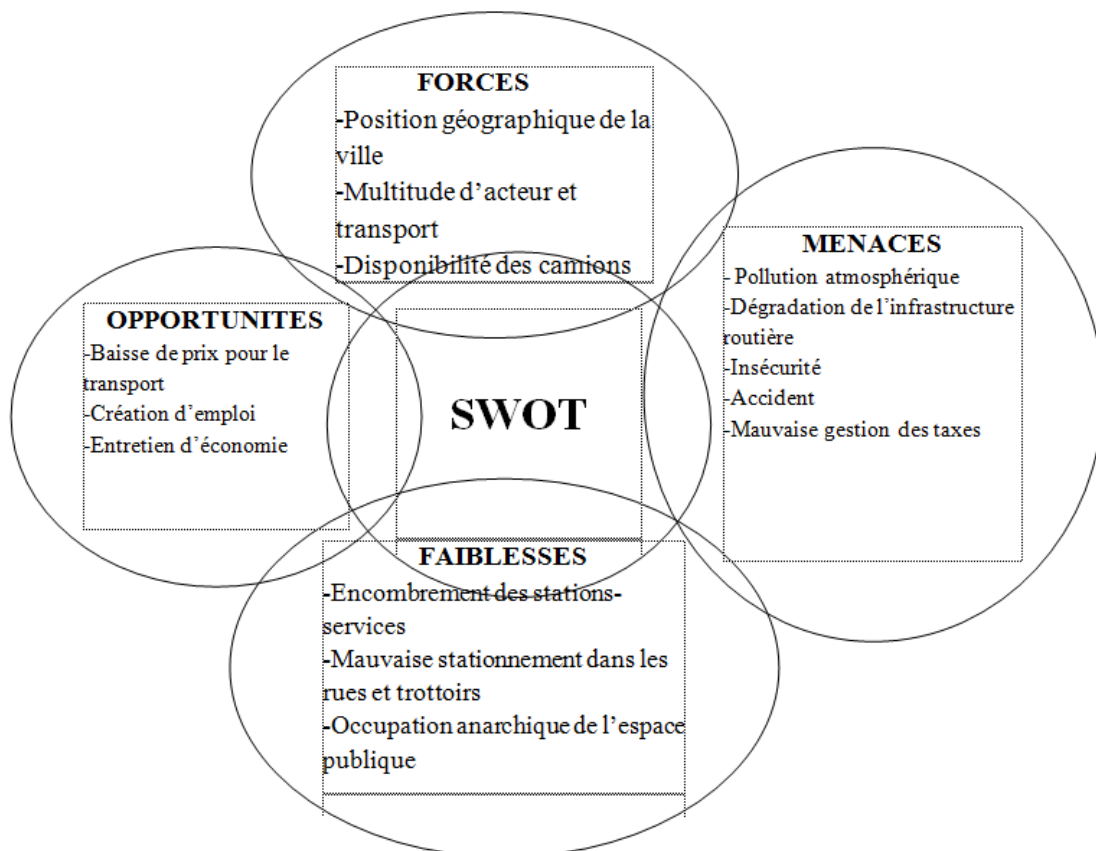 FORCES
-Position géographique de la
ville
-Multitude d’acteur et
transport
-Disponibilité des camions
MENACES
- Pollution atmosphérique
-Dégradation de l’infrastructure
routière
-Insécurité
-Accident
-Mauvaise gestion des taxes
OPPORTUNITES
-Baisse de prix pour le
transport
-Création d’emploi
-Entretien d’économie
SWOT
FAIBLESSES
-Encombrement des stations-
services
-Mauvaise stationnement dans les
rues et trottoirs
-Occupation anarchique de l’espace
publique